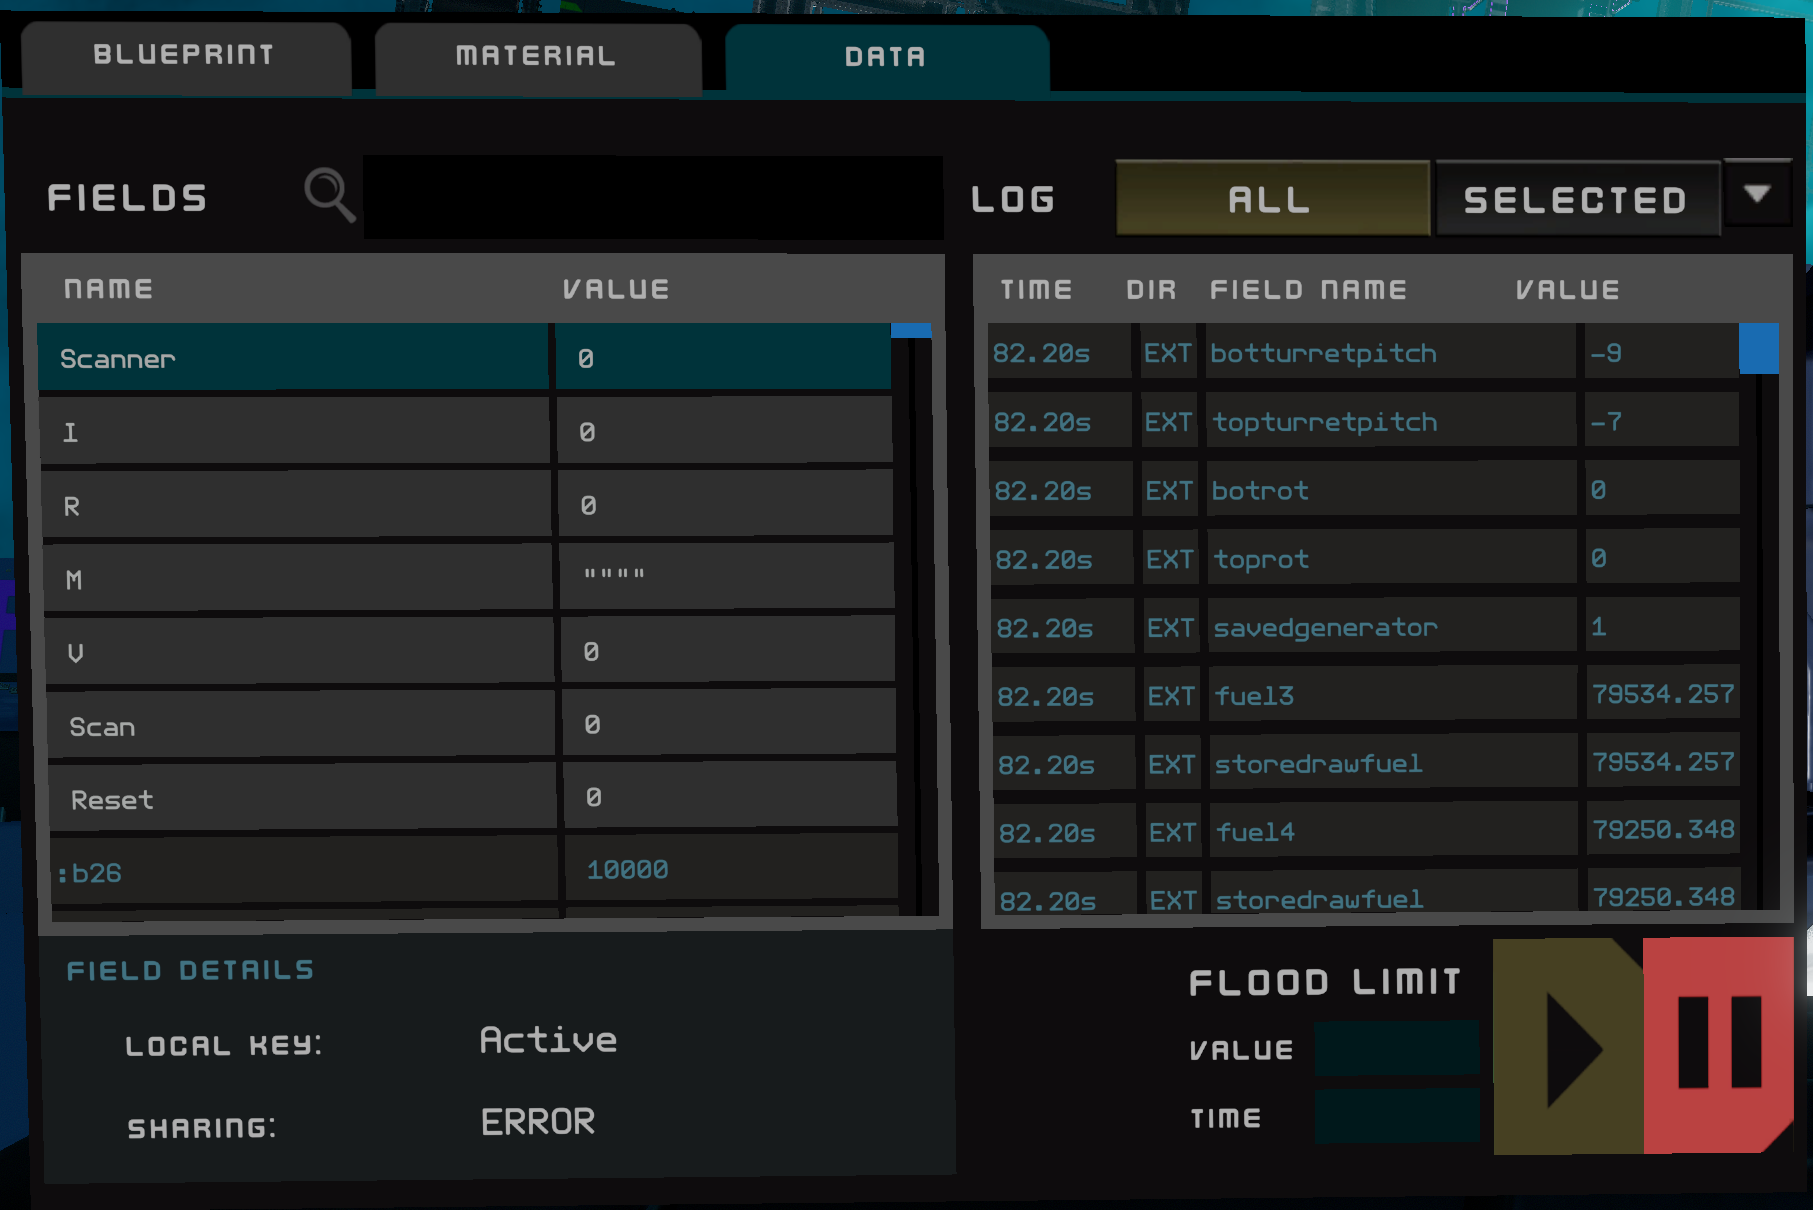 BLUEPRINT MATERIAL DATA
FIELDS
LOG ALL SELECTED
NAME VALUE
Scanner 0
I 0
R 0
M """"
V 0
Scan 0
Reset 0
:b26 10000
TIME DIR FIELD NAME VALUE
82.20s EXT botturretpitch -9
82.20s EXT topturretpitch -7
82.20s EXT botrot 0
82.20s EXT toprot 0
82.20s EXT savedgenerator 1
82.20s EXT fuel3 79534.257
82.20s EXT storedrawfuel 79534.257
82.20s EXT fuel4 79250.348
82.20s EXT storedrawfuel 79250.348
FIELD DETAILS
LOCAL KEY: Active
SHARING: ERROR
FLOOD LIMIT
VALUE
TIME